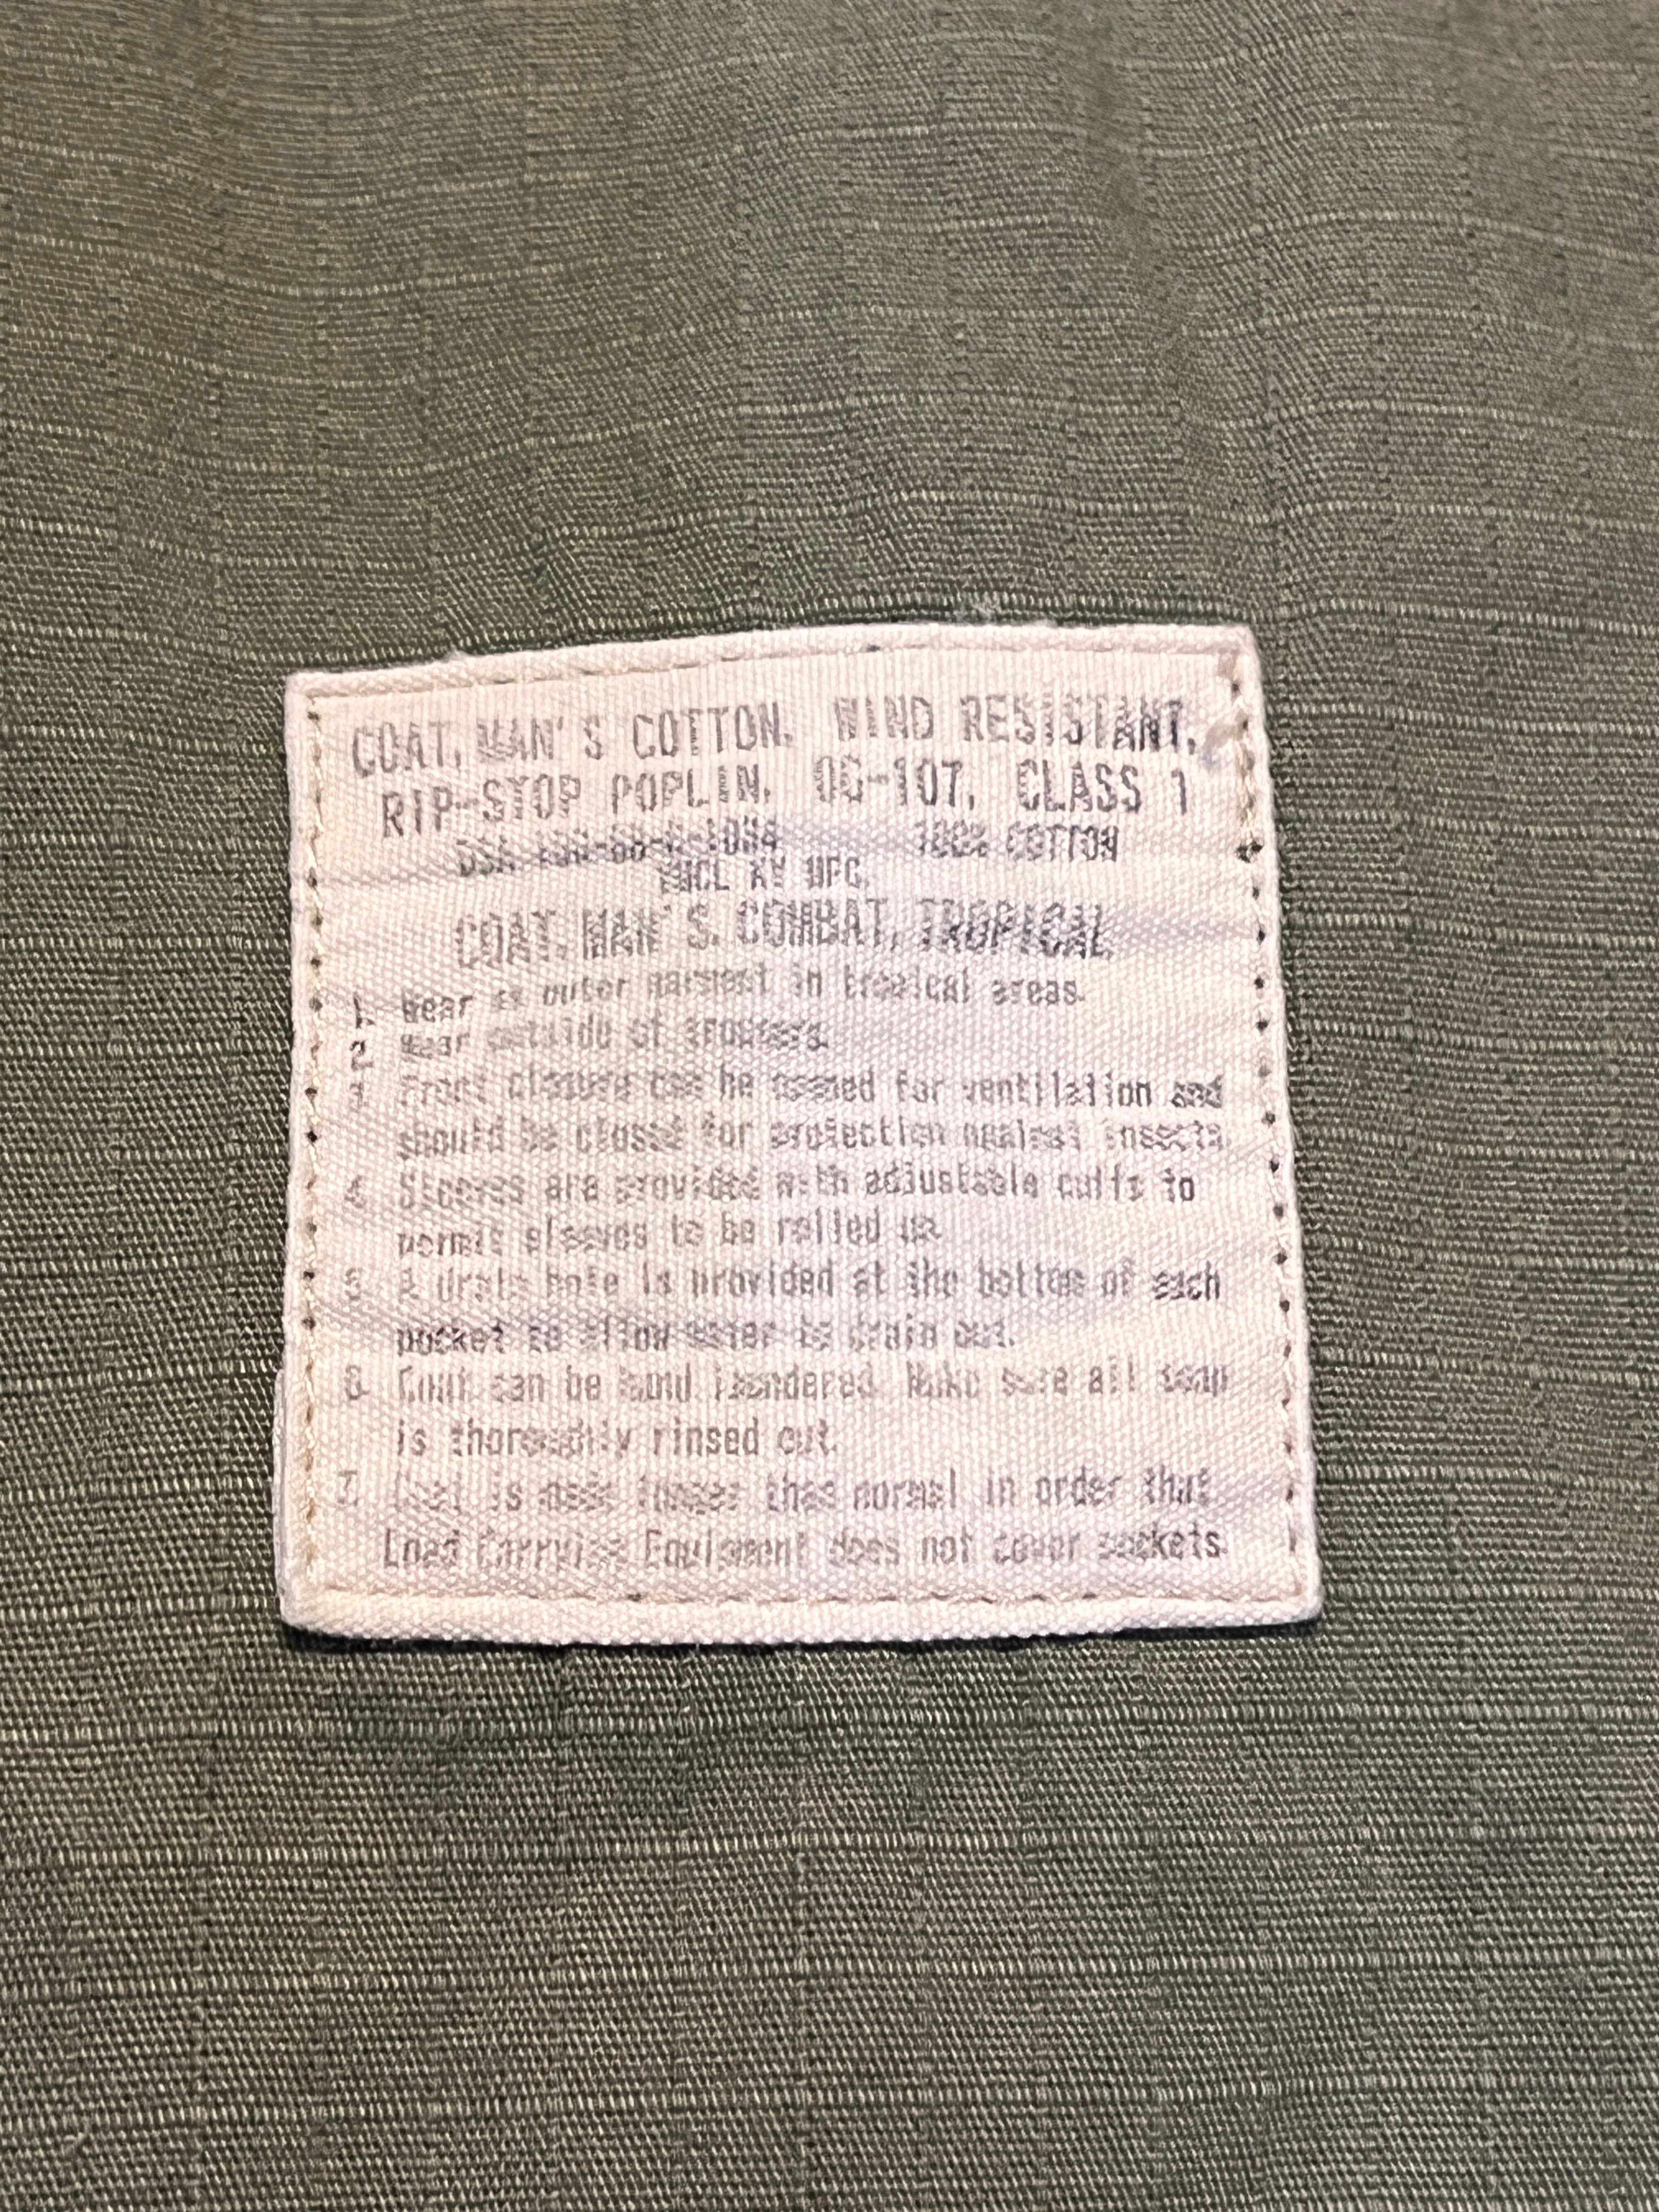 COAT, MAN'S COTTON, WIND RESISTANT,
RIP-STOP POPLIN, OG-107, CLASS 1
100% COTTON
MFG.
COAT, MAN'S, COMBAT, TROPICAL
1. Wear as outer garment in tropical areas.
2. Wear outside of trousers.
3. Front closure can be opened for ventilation and
should be closed for protection against insects.
4. Sleeves are provided with adjustable cuffs to
permit sleeves to be rolled up.
5. A drain hole is provided at the bottom of each
pocket to allow water to drain out.
6. Coat can be hand laundered. Make sure all soap
is thoroughly rinsed out.
7. Coat is made longer than normal in order that
Load Carrying Equipment does not cover pockets.